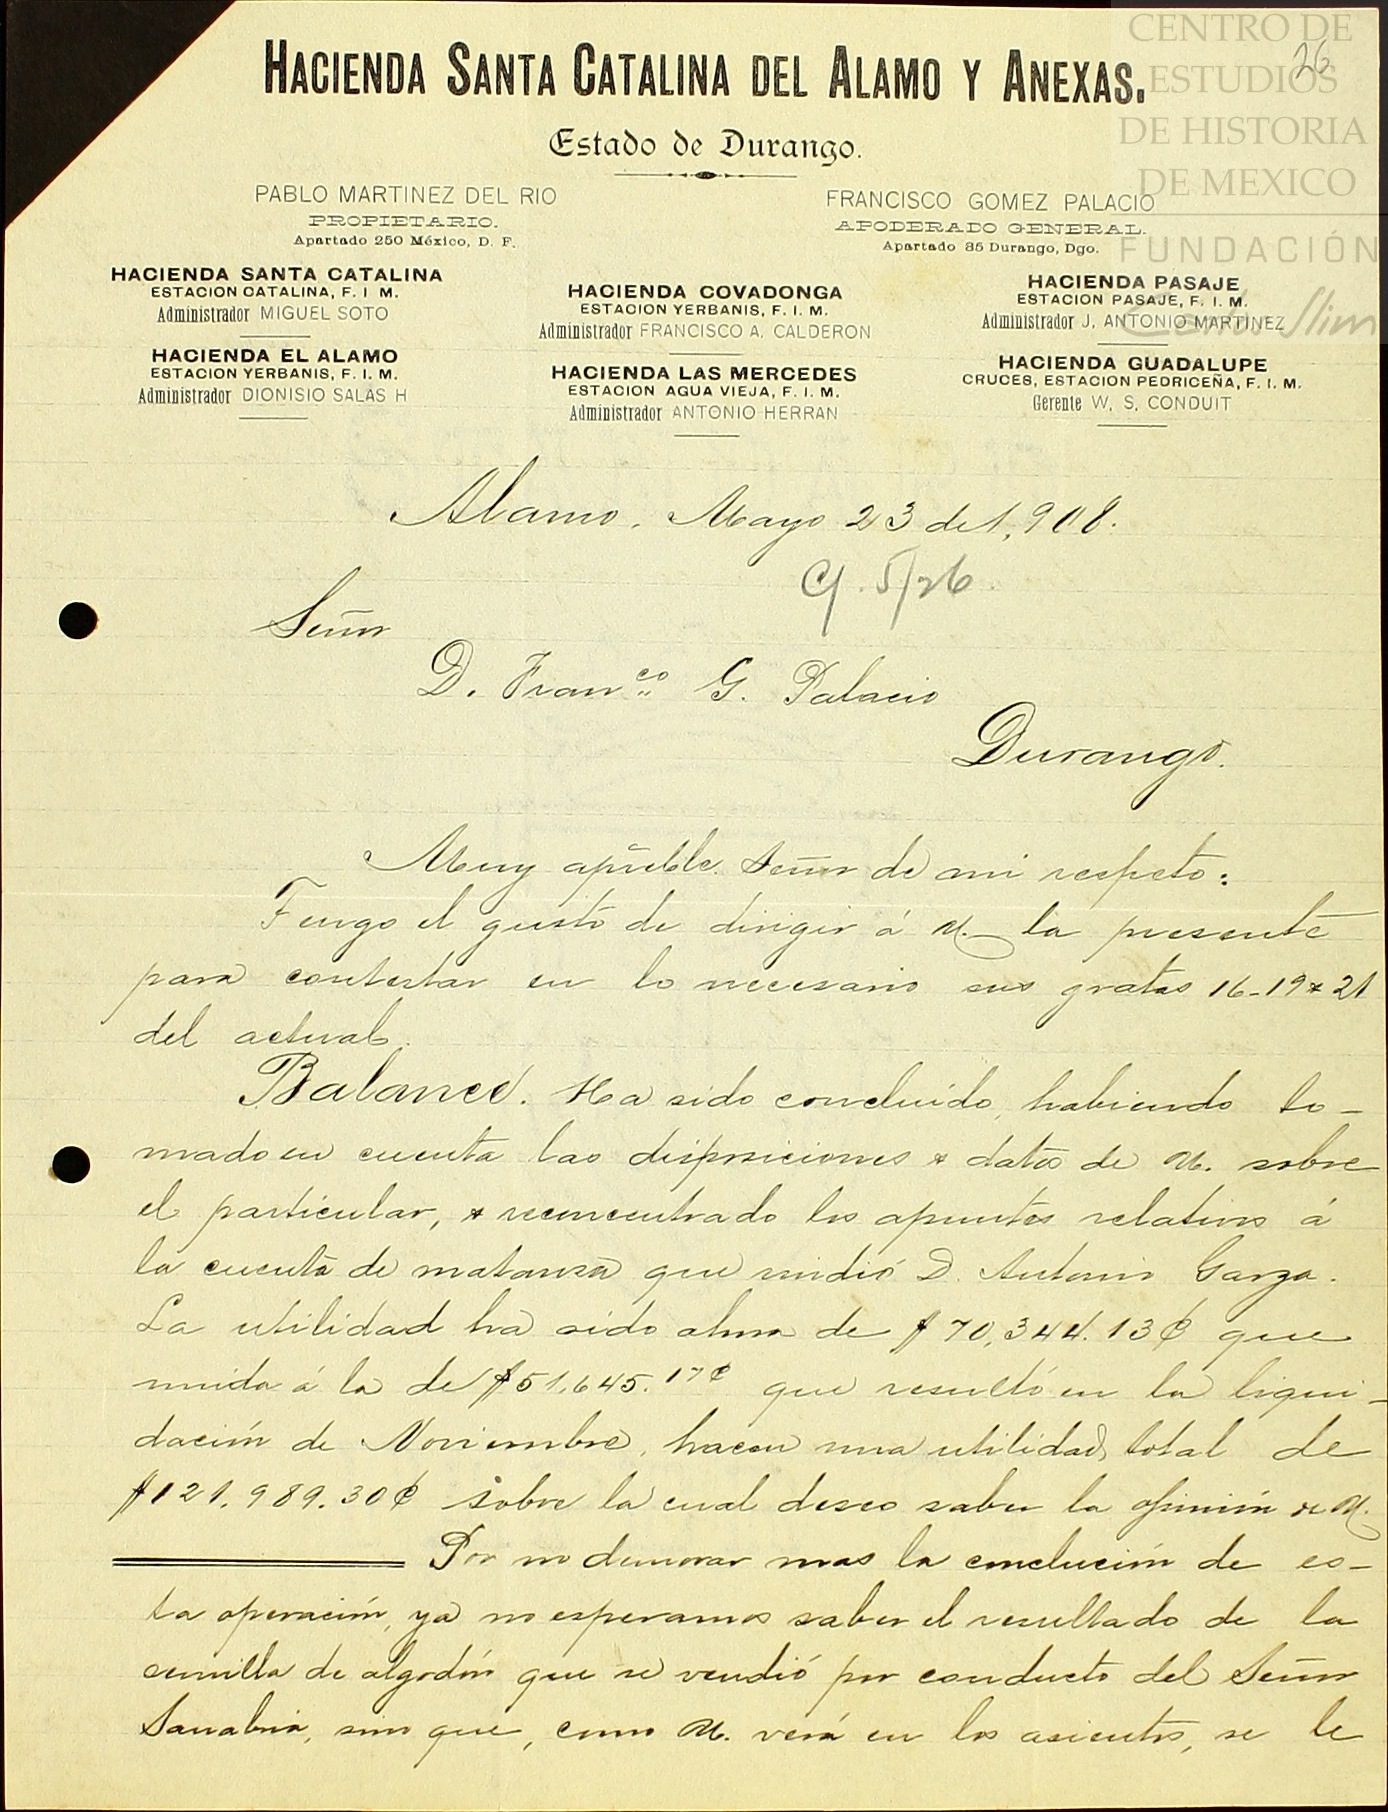 CENTRO DE
ESTUDIOS
DE HISTORIA
DE MEXICO
FUNDACIÓN
Carlos Slim
26
HACIENDA SANTA CATALINA DEL ALAMO Y ANEXAS.
Estado de Durango.
PABLO MARTINEZ DEL RIO
PROPIETARIO.
Apartado 250 México, D. F.
FRANCISCO GOMEZ PALACIO
APODERADO GENERAL.
Apartado 35 Durango, Dgo.
HACIENDA SANTA CATALINA
ESTACION CATALINA, F. I M.
Administrador MIGUEL SOTO
HACIENDA EL ALAMO
ESTACION YERBANIS, F. I. M.
Administrador DIONISIO SALAS H
HACIENDA COVADONGA
ESTACION YERBANIS, F. I. M.
Administrador FRANCISCO A. CALDERON
HACIENDA LAS MERCEDES
ESTACION AGUA VIEJA, F. I. M.
Administrador ANTONIO HERRAN
HACIENDA PASAJE
ESTACION PASAJE, F. I. M.
Administrador J. ANTONIO MARTINEZ
HACIENDA GUADALUPE
CRUCES, ESTACION PEDRICEÑA, F. I. M.
Gerente W. S. CONDUIT
Alamo, Mayo 23 de 1,908.
C/. 5/26
Señor
D. Franco G. Palacio
Durango.
Muy apreble. Señor de mi respeto:
Tengo el gusto de dirigir á U. la presente
para contestar en lo necesario sus gratas 16-19 & 21
del actual.
Balance. Ha sido concluido, habiendo to-
mado en cuenta las disposiciones & datos de U. sobre
el particular, & reconcentrado los apuntes relativos á
la cuenta de matanza que rindió D. Antonio Garza.
La utilidad ha sido ahora de $70,344.13¢ que
unida á la de $51,645.17¢ que resultó en la liqui-
dación de Noviembre, hacen una utilidad total de
$121.989.30¢ sobre la cual deseo saber la opinión de U.
Por no demorar mas la conclución de es-
ta operación, ya no esperamos saber el resultado de la
semilla de algodón que se vendió por conducto del Señor
Sanabria, sino que, como U. verá en los asientos, se le